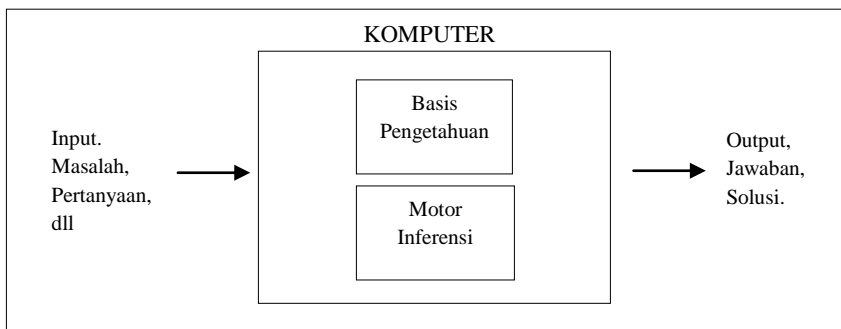 KOMPUTER
Input.
Masalah,
Pertanyaan,
dll
Basis
Pengetahuan
Motor
Inferensi
Output,
Jawaban,
Solusi.